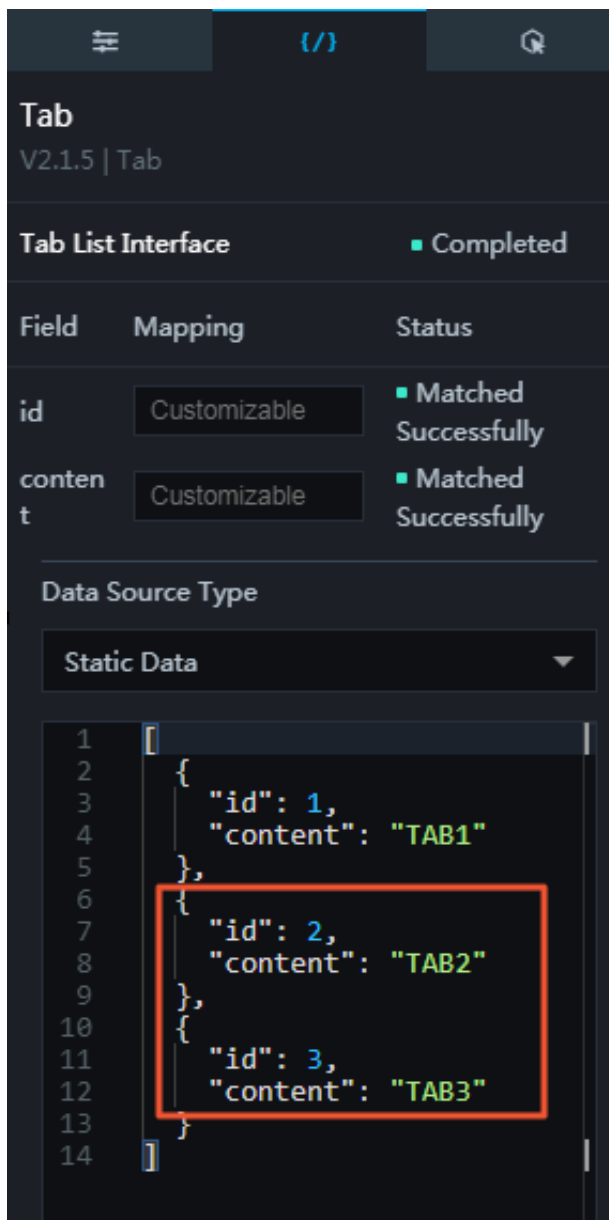 {/}
Tab
V2.1.5 | Tab
Tab List Interface Completed
Field Mapping Status
id Customizable Matched
Successfully
conten
t Customizable Matched
Successfully
Data Source Type
Static Data
1 [
2 {
3 "id": 1,
4 "content": "TAB1"
5 },
6 {
7 "id": 2,
8 "content": "TAB2"
9 },
10 {
11 "id": 3,
12 "content": "TAB3"
13 }
14 ]